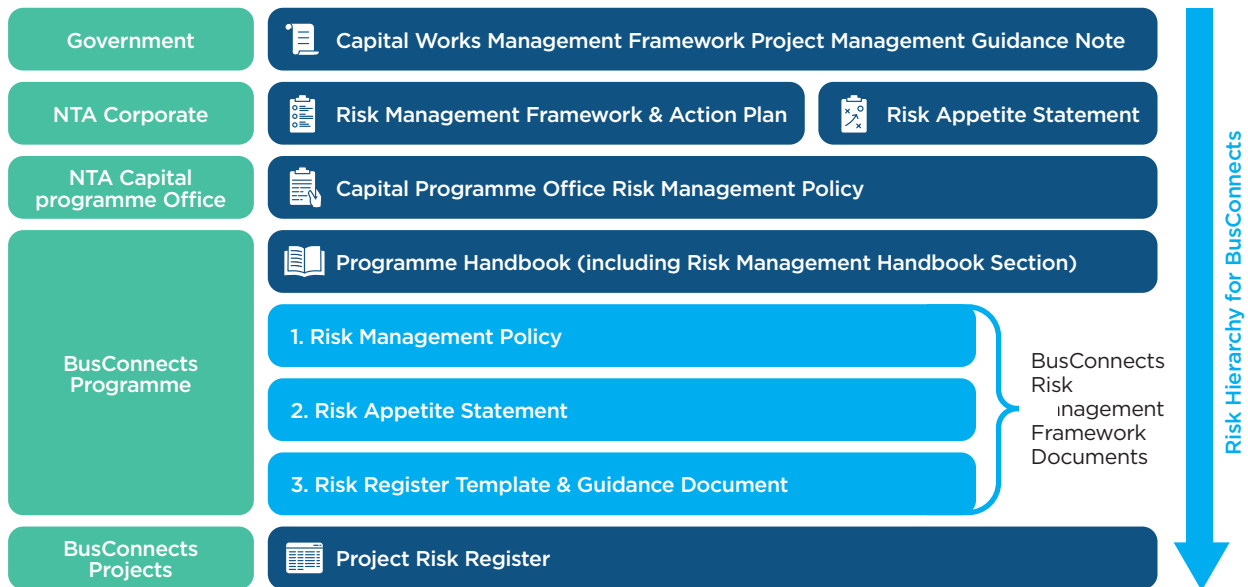 Government
Capital Works Management Framework Project Management Guidance Note
NTA Corporate
Risk Management Framework & Action Plan
Risk Appetite Statement
NTA Capital
programme Office
Capital Programme Office Risk Management Policy
BusConnects
Programme
Programme Handbook (including Risk Management Handbook Section)
1. Risk Management Policy
2. Risk Appetite Statement
3. Risk Register Template & Guidance Document
BusConnects
Risk
nagement
Framework
Documents
BusConnects
Projects
Project Risk Register
Risk Hierarchy for BusConnects